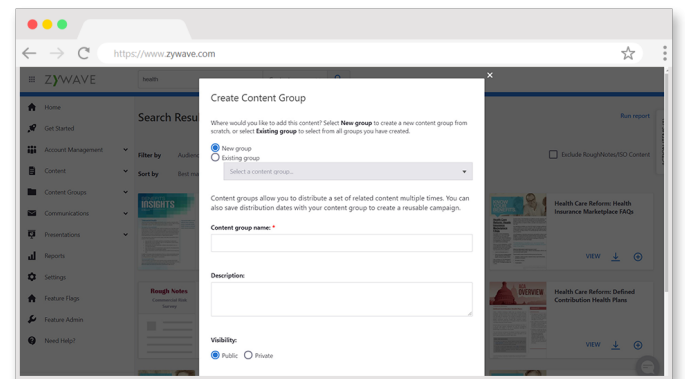 https://www.zywave.com
ZYWAVE
health
Create Content Group
Where would you like to add this content? Select New group to create a new content group from
scratch, or select Existing group to select from all groups you have created.
New group
Existing group
Select a content group...
Content groups allow you to distribute a set of related content multiple times. You can
also save distribution dates with your content group to create a reusable campaign.
Content group name: *
Description:
Visibility:
Public Private
Home
Get Started
Account Management
Content
Content Groups
Communications
Presentations
Reports
Settings
Feature Flags
Feature Admin
Need Help?
Search Resu
Run report
Filter by Audien
Exclude RoughNotes/ISO Content
Sort by Best ma
INSIGHTS
Rough Notes
Health Care Reform: Health
Insurance Marketplace FAQs
VIEW
OVERVIEW
Health Care Reform: Defined
Contribution Health Plans
VIEW